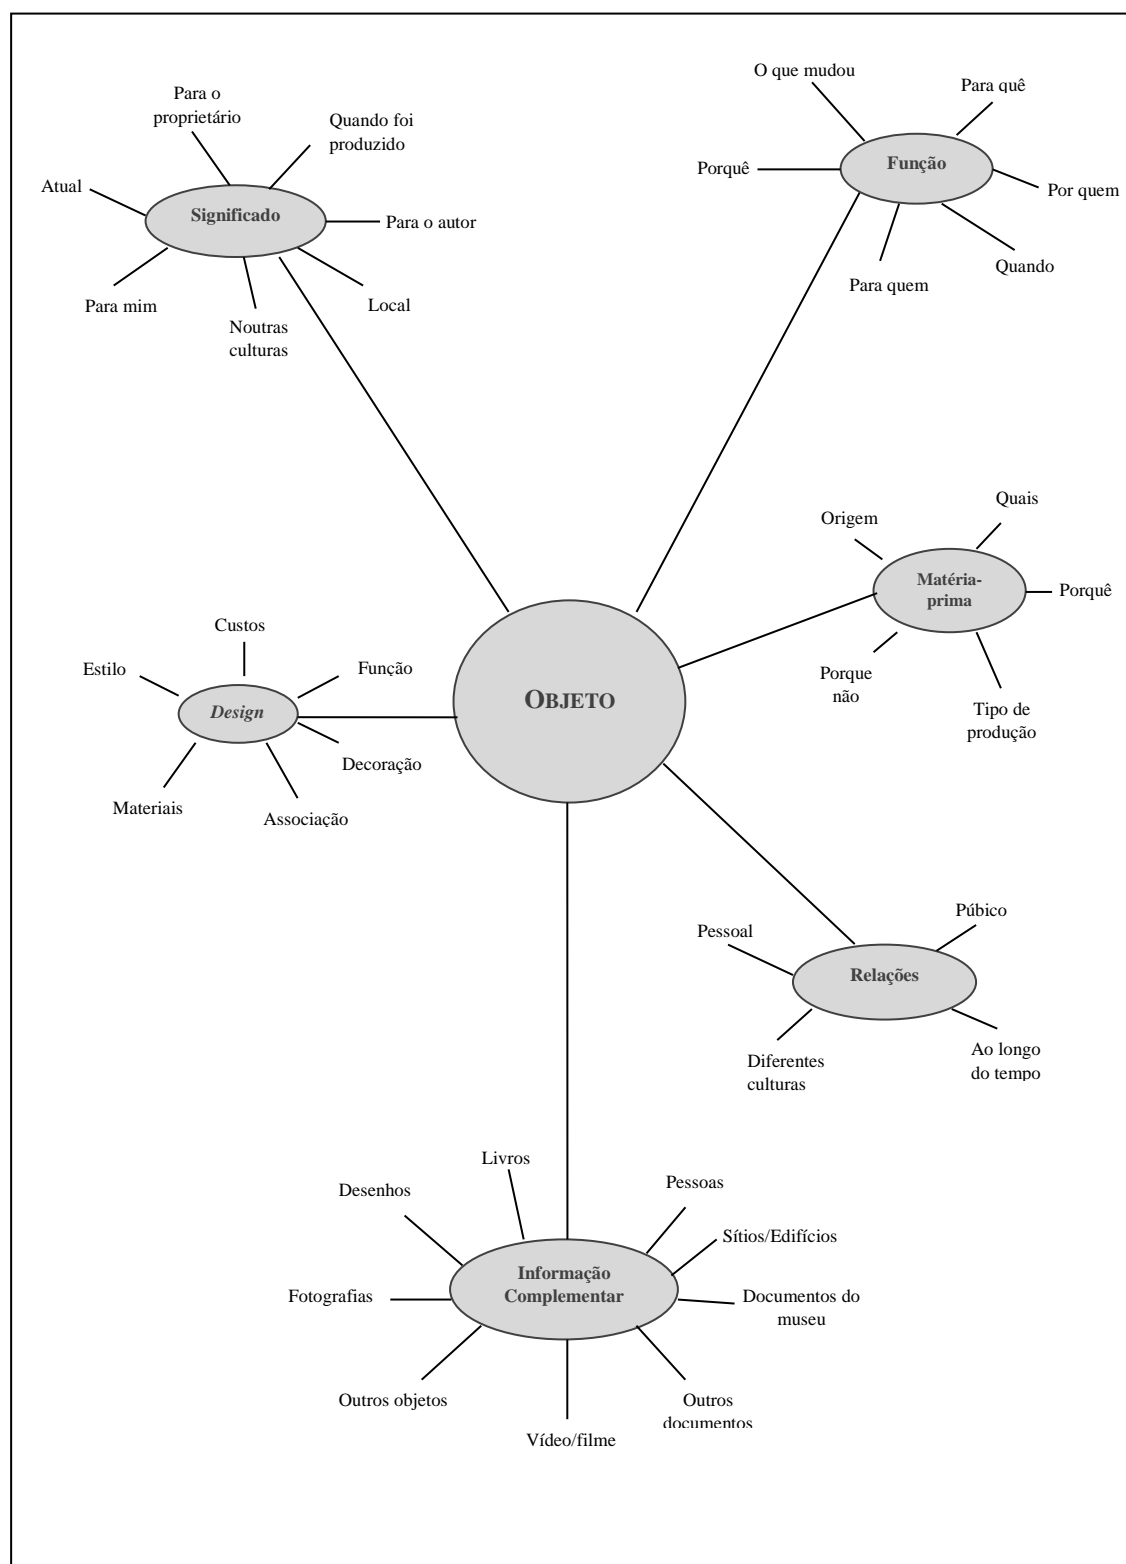 O que mudou
Para quê
Para o
proprietário
Quando foi
produzido
Função
Porquê
Por quem
Atual
Significado
Para o autor
Quando
Para quem
Para mim
Local
Noutras
culturas
Quais
Origem
Matéria-
prima
Porquê
Custos
Estilo
Função
Porque
não
OBJETO
Design
Tipo de
produção
Decoração
Materiais
Associação
Púbico
Pessoal
Relações
Ao longo
do tempo
Diferentes
culturas
Livros
Pessoas
Desenhos
Sítios/Edifícios
Informação
Complementar
Fotografias
Documentos do
museu
Outros objetos
Outros
documentos
Vídeo/filme